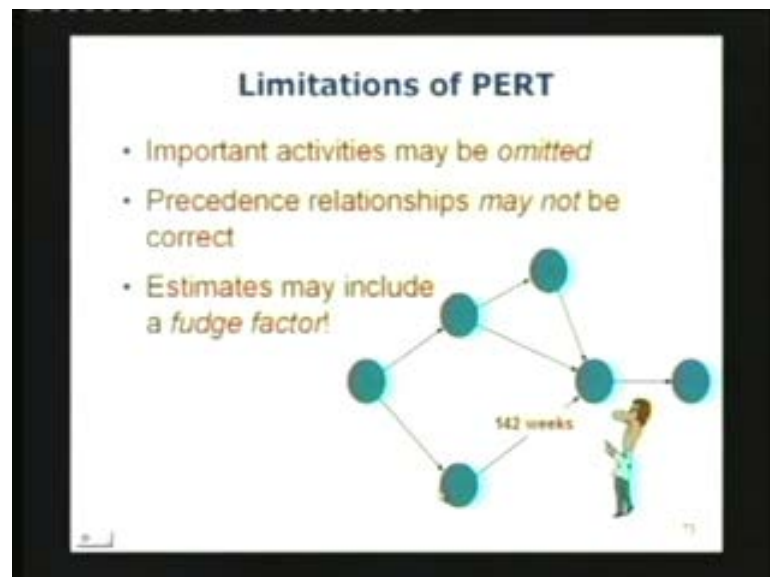 Limitations of PERT
• Important activities may be omitted
• Precedence relationships may not be
correct
• Estimates may include
a fudge factor!
142 weeks